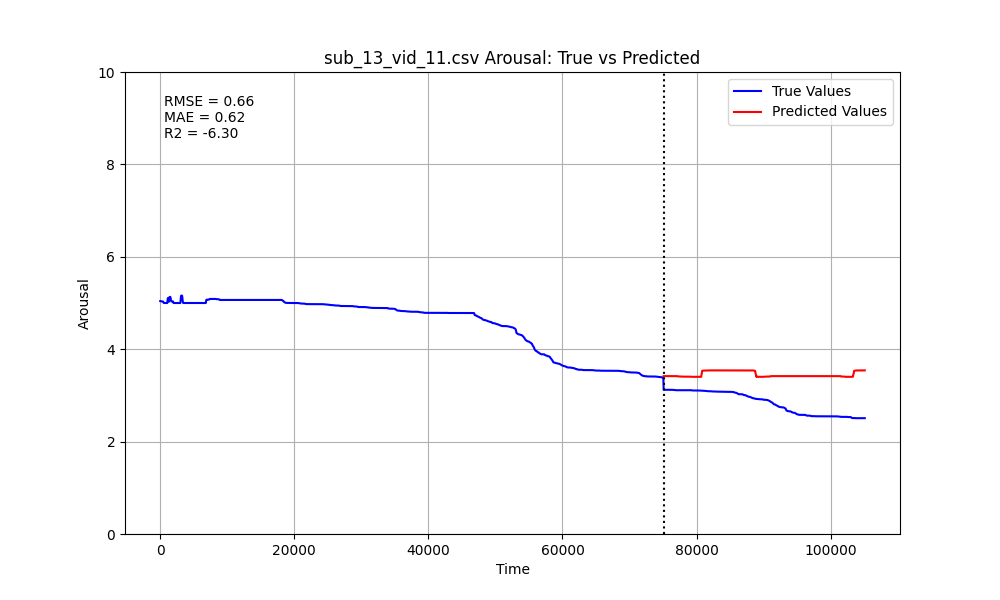 sub_13_vid_11.csv Arousal: True vs Predicted
RMSE = 0.66
MAE = 0.62
R2 = -6.30
True Values
Predicted Values
10
8
6
4
2
0
Arousal
0 20000 40000 60000 80000 100000
Time